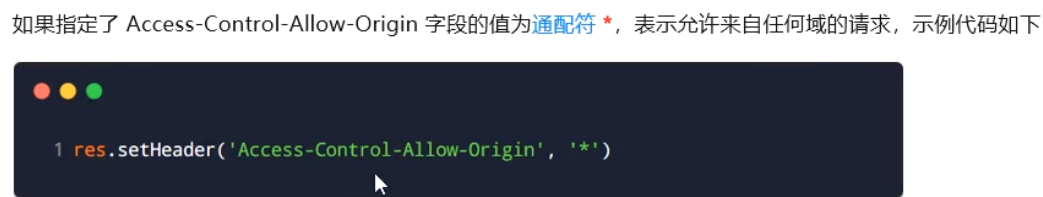 如果指定了 Access-Control-Allow-Origin 字段的值为通配符 *，表示允许来自任何域的请求，示例代码如下
1 res.setHeader('Access-Control-Allow-Origin', '*')